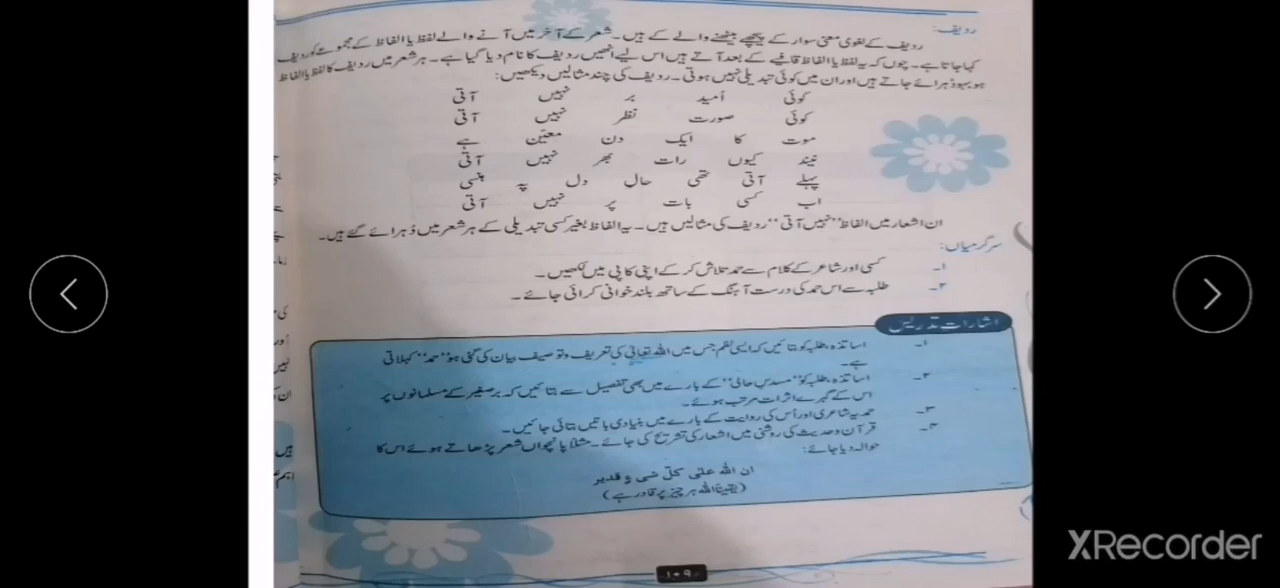 ردیف:
ردیف کے لغوی معنی سوار کے پیچھے بیٹھنے والے کے ہیں۔ شعر کے آخر میں آنے والے لفظ یا الفاظ کے مجموعے کو ردیف
کہا جاتا ہے۔ چوں کہ یہ لفظ یا الفاظ قافیے کے بعد آتے ہیں اس لیے انھیں ردیف کا نام دیا گیا ہے۔ ہر شعر میں ردیف کا لفظ یا الفاظ
ہو بہو دُہرائے جاتے ہیں اور ان میں کوئی تبدیلی نہیں ہوتی۔ ردیف کی چند مثالیں دیکھیں:
کوئی اُمید بر نہیں آتی
کوئی صورت نظر نہیں آتی
موت کا ایک دن معیّن ہے
نیند کیوں رات بھر نہیں آتی
پہلے آتی تھی حالِ دل پہ ہنسی
اب کسی بات پر نہیں آتی
ان اشعار میں الفاظ ”نہیں آتی“ ردیف کی مثالیں ہیں۔ یہ الفاظ بغیر کسی تبدیلی کے ہر شعر میں دُہرائے گئے ہیں۔
سرگرمیاں:
۱۔ کسی اور شاعر کے کلام سے حمد تلاش کر کے اپنی کاپی میں لکھیں۔
۲۔ طلبہ سے اس حمد کی درست آہنگ کے ساتھ بلند خوانی کرائی جائے۔
اشاراتِ تدریس
۱۔ اساتذہ، طلبہ کو بتائیں کہ ایسی نظم جس میں اللہ تعالیٰ کی تعریف و توصیف بیان کی گئی ہو ”حمد“ کہلاتی
ہے۔
۲۔ اساتذہ، طلبہ کو ”مسدسِ حالی“ کے بارے میں بھی تفصیل سے بتائیں کہ برصغیر کے مسلمانوں پر
اس کے گہرے اثرات مرتب ہوئے۔
۳۔ حمدیہ شاعری اور اُس کی روایت کے بارے میں بنیادی باتیں بتائی جائیں۔
۴۔ قرآن و حدیث کی روشنی میں اشعار کی تشریح کی جائے۔ مثلاً پانچواں شعر پڑھاتے ہوئے اس کا
حوالہ دیا جائے:
ان اللہ علی کلّ شیٍٔ قدیر
(یقیناً اللہ ہر چیز پر قادر ہے)
۱۰۹
XRecorder